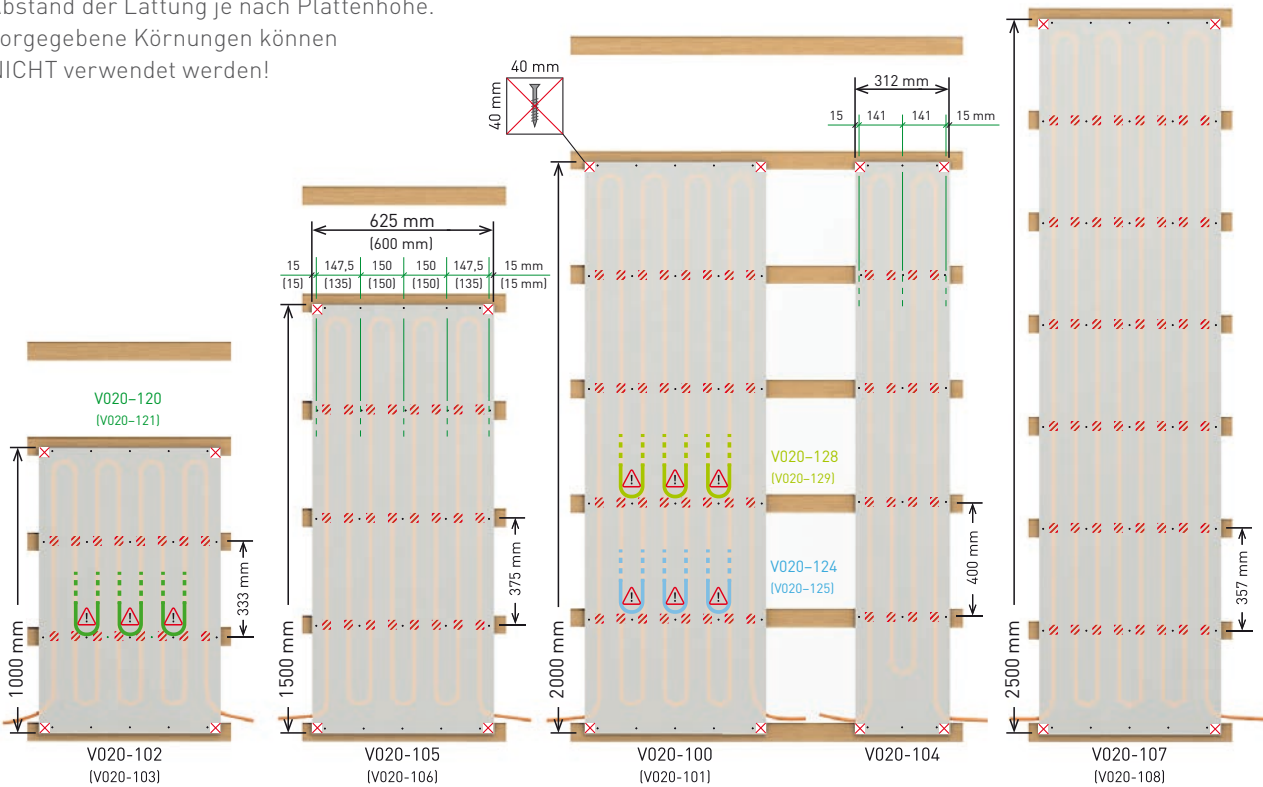 Abstand der Lattung je nach Plattenhöhe.
orgegebene Körnungen können
NICHT verwendet werden!
40 mm
40 mm
312 mm
15 141 141 15 mm
625 mm
(600 mm)
15 147,5 150 150 147,5 15 mm
(15) (135) (150) (150) (135) (15 mm)
V020–120
(V020–121)
V020–128
(V020–129)
V020–124
(V020–125)
333 mm
375 mm
400 mm
357 mm
1000 mm
1500 mm
2000 mm
2500 mm
V020-102
(V020-103)
V020-105
(V020-106)
V020-100
(V020-101)
V020-104
V020-107
(V020-108)